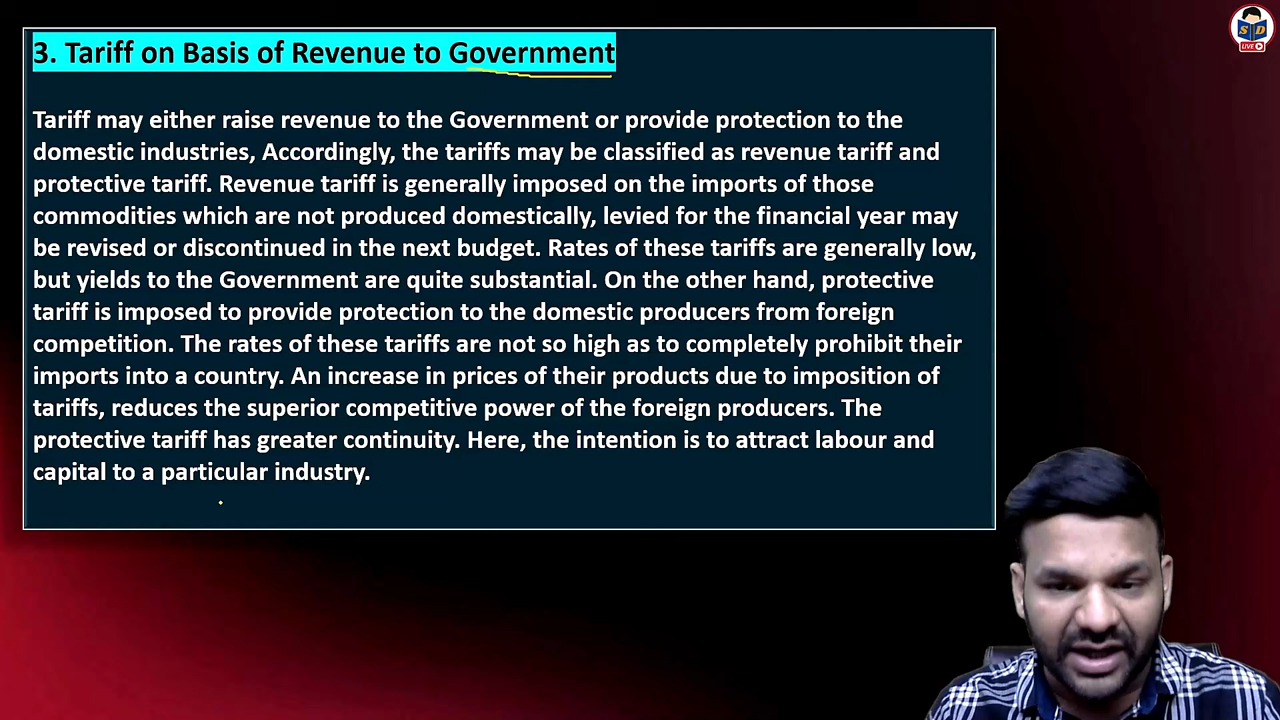 3. Tariff on Basis of Revenue to Government
Tariff may either raise revenue to the Government or provide protection to the
domestic industries, Accordingly, the tariffs may be classified as revenue tariff and
protective tariff. Revenue tariff is generally imposed on the imports of those
commodities which are not produced domestically, levied for the financial year may
be revised or discontinued in the next budget. Rates of these tariffs are generally low,
but yields to the Government are quite substantial. On the other hand, protective
tariff is imposed to provide protection to the domestic producers from foreign
competition. The rates of these tariffs are not so high as to completely prohibit their
imports into a country. An increase in prices of their products due to imposition of
tariffs, reduces the superior competitive power of the foreign producers. The
protective tariff has greater continuity. Here, the intention is to attract labour and
capital to a particular industry.
S D
LIVE